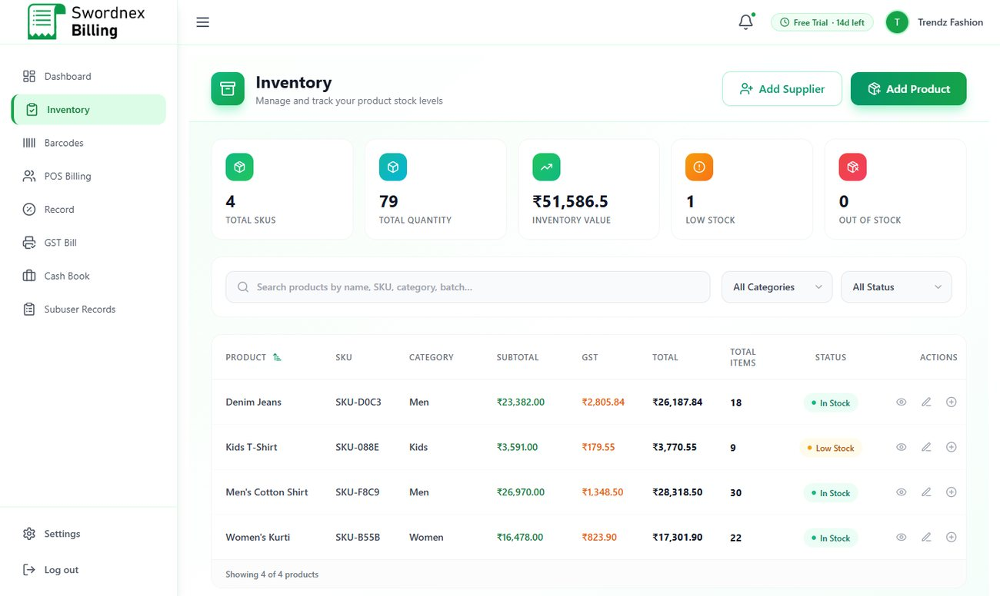 Swordnex
Billing
Free Trial · 14d left
T
Trendz Fashion
Dashboard
Inventory
Barcodes
POS Billing
Record
GST Bill
Cash Book
Subuser Records
Settings
Log out
Inventory
Manage and track your product stock levels
Add Supplier
Add Product
4
TOTAL SKUS
79
TOTAL QUANTITY
₹51,586.5
INVENTORY VALUE
1
LOW STOCK
0
OUT OF STOCK
Search products by name, SKU, category, batch...
All Categories
All Status
PRODUCT SKU CATEGORY SUBTOTAL GST TOTAL TOTAL ITEMS STATUS ACTIONS
Denim Jeans SKU-D0C3 Men ₹23,382.00 ₹2,805.84 ₹26,187.84 18 In Stock
Kids T-Shirt SKU-088E Kids ₹3,591.00 ₹179.55 ₹3,770.55 9 Low Stock
Men's Cotton Shirt SKU-F8C9 Men ₹26,970.00 ₹1,348.50 ₹28,318.50 30 In Stock
Women's Kurti SKU-B55B Women ₹16,478.00 ₹823.90 ₹17,301.90 22 In Stock
Showing 4 of 4 products